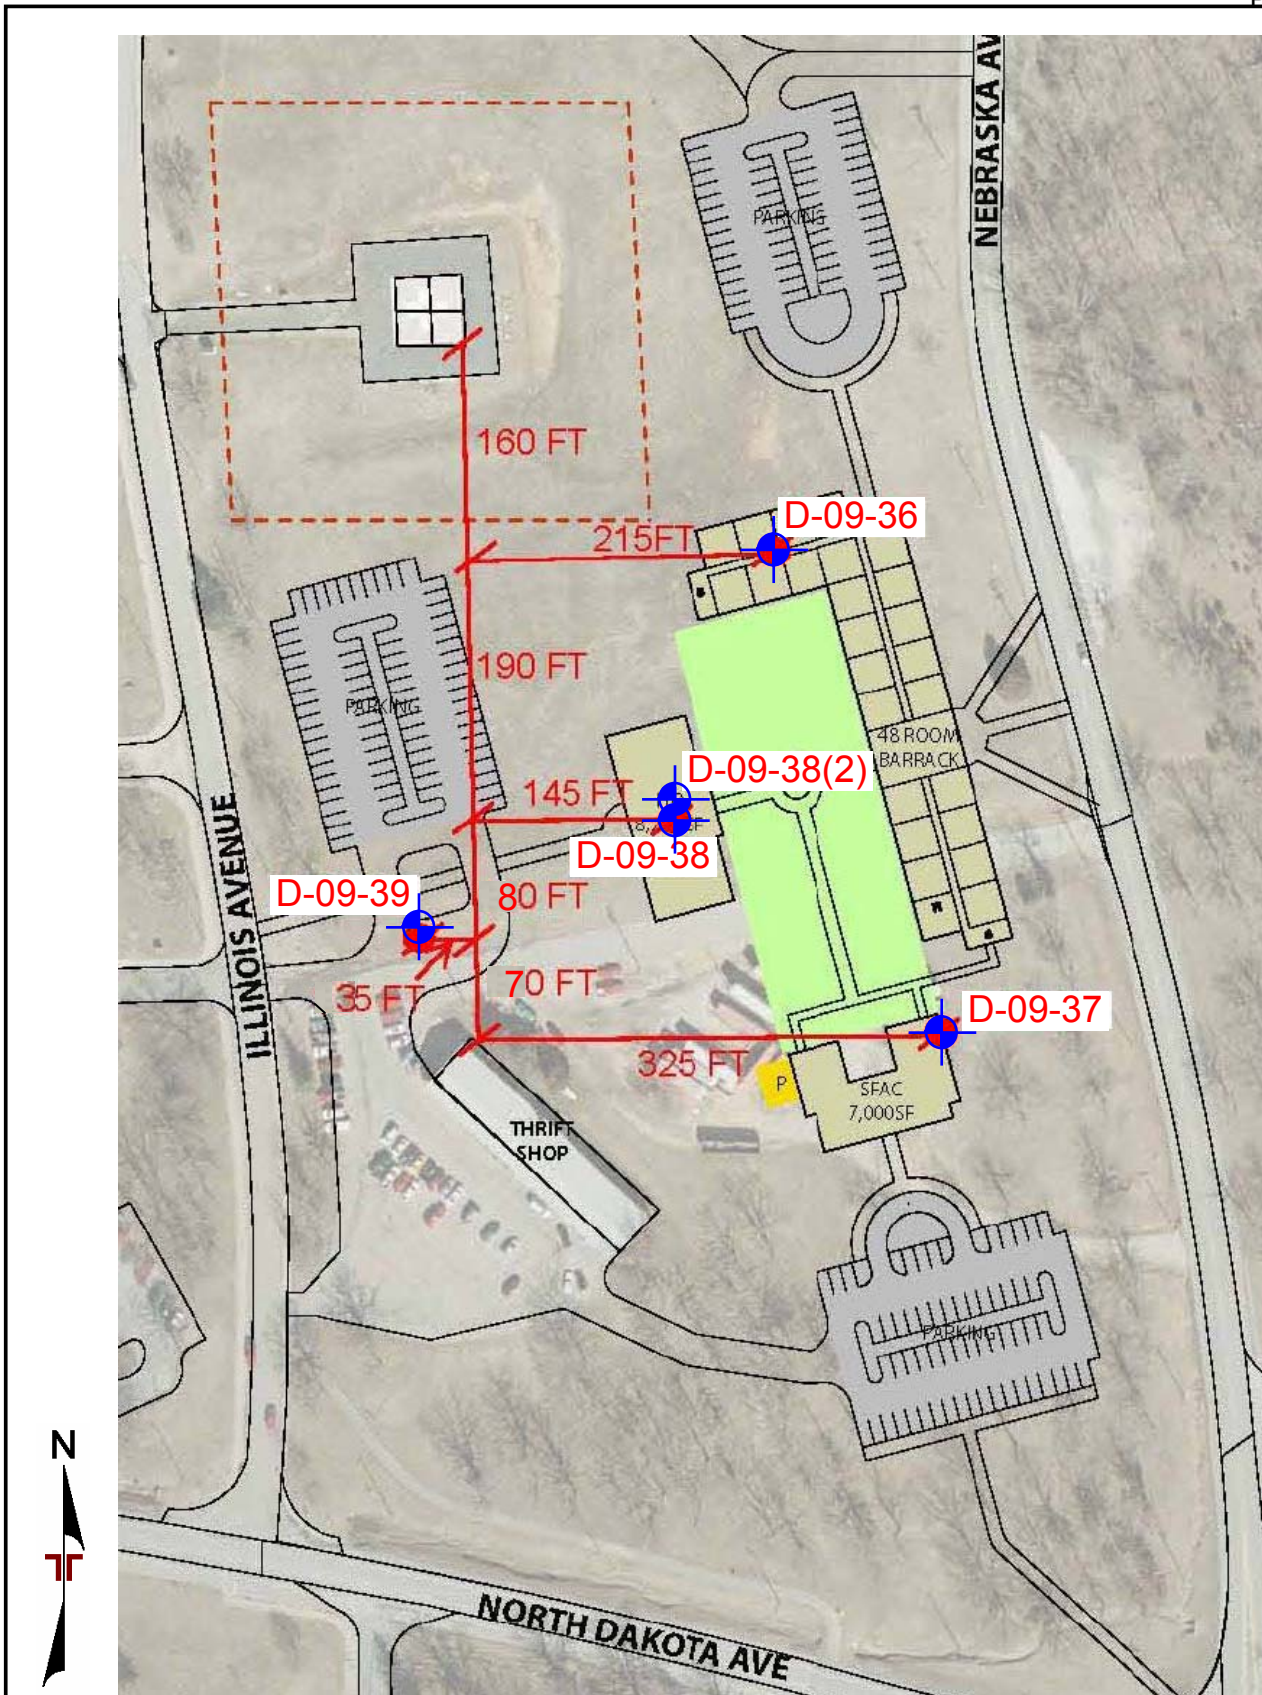 NEBRASKA AV
PARKING
160 FT
D-09-36
215FT
190 FT
PARKING
48 ROOM
BARRACK
D-09-38(2)
145 FT
D-09-38
D-09-39
80 FT
ILLINOIS AVENUE
35 FT
70 FT
D-09-37
325 FT
P
SFAC
7,000SF
THRIFT
SHOP
PARKING
N
NORTH DAKOTA AVE